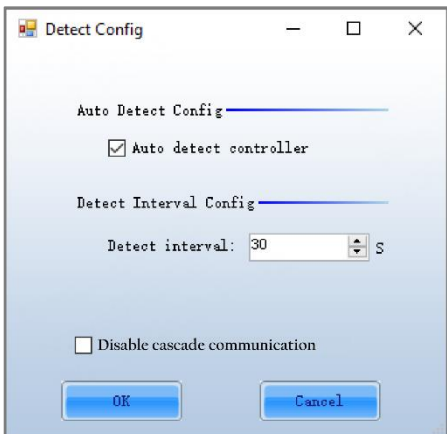 Detect Config
Auto Detect Config
Auto detect controller
Detect Interval Config
Detect interval: 30 S
Disable cascade communication
OK Cancel